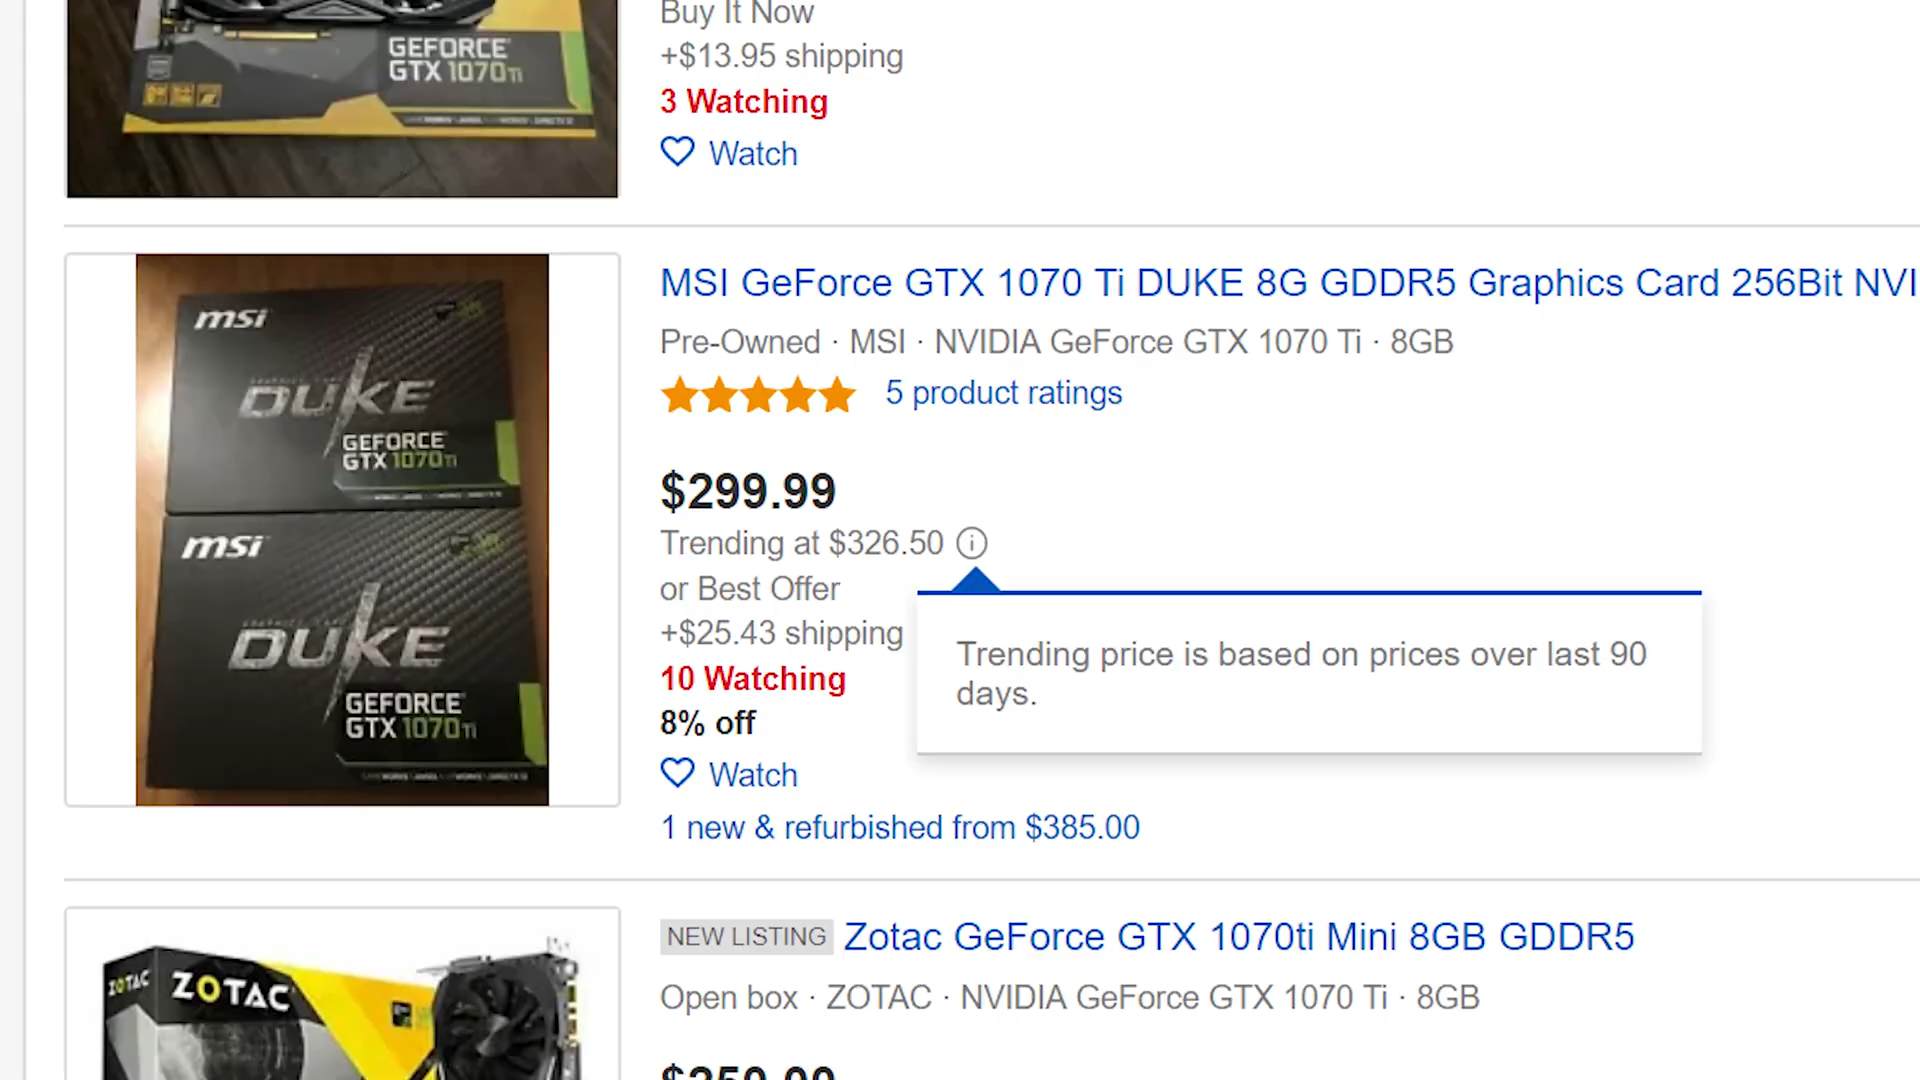 Buy It Now
+$13.95 shipping
3 Watching
Watch
GEFORCE
GTX 1070Ti
MSI GeForce GTX 1070 Ti DUKE 8G GDDR5 Graphics Card 256Bit NVI
Pre-Owned · MSI · NVIDIA GeForce GTX 1070 Ti · 8GB
5 product ratings
$299.99
Trending at $326.50
or Best Offer
+$25.43 shipping
10 Watching
8% off
Watch
1 new & refurbished from $385.00
Trending price is based on prices over last 90
days.
msi
DUKE
GEFORCE
GTX 1070Ti
msi
DUKE
GEFORCE
GTX 1070Ti
NEW LISTING Zotac GeForce GTX 1070ti Mini 8GB GDDR5
Open box · ZOTAC · NVIDIA GeForce GTX 1070 Ti · 8GB
ZOTAC
ZOTAC